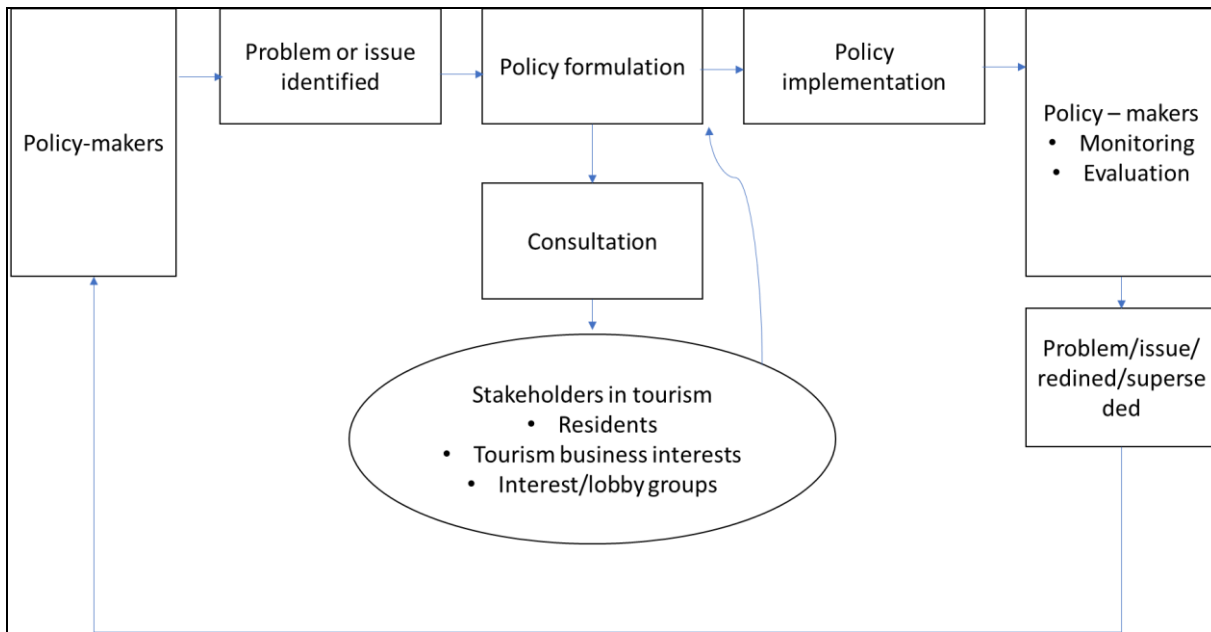 Policy-makers
Problem or issue
identified
Policy formulation
Policy
implementation
Policy – makers
• Monitoring
• Evaluation
Consultation
Problem/issue/
redined/superse
ded
Stakeholders in tourism
• Residents
• Tourism business interests
• Interest/lobby groups